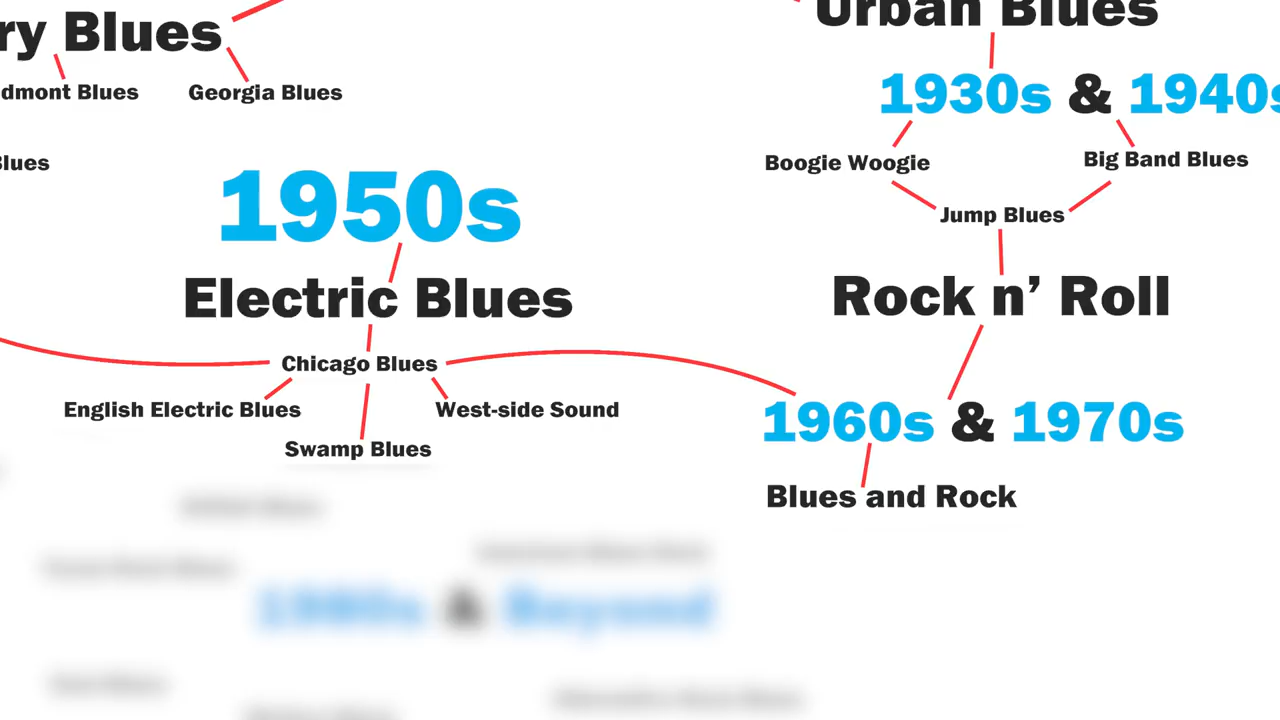 ry Blues
Urban Blues
dmont Blues
Georgia Blues
1930s & 1940s
Blues
Boogie Woogie
Big Band Blues
1950s
Jump Blues
Electric Blues
Rock n’ Roll
Chicago Blues
English Electric Blues
West-side Sound
1960s & 1970s
Swamp Blues
Blues and Rock
1980s & Beyond